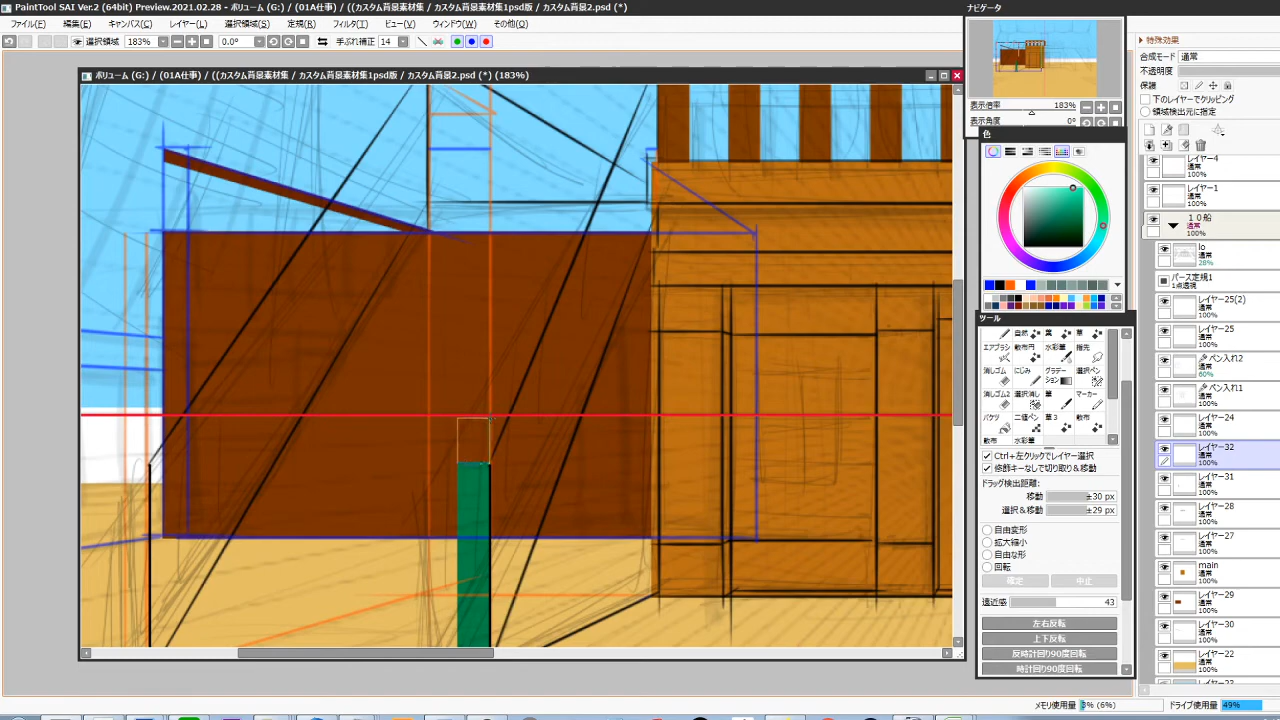 PaintTool SAI Ver.2 (64bit) Preview.2021.02.28 - ボリューム (G:) / (01A仕事) / ((カスタム背景素材集 / カスタム背景素材集1psd版 / カスタム背景2.psd (*)
ナビゲータ
ファイル(F) 編集(E) キャンバス(C) レイヤー(L) 選択領域(S) 定規(R) フィルタ(T) ビュー(V) ウィンドウ(W) その他(O)
選択領域 183% 0.0° 手ぶれ補正 14
ボリューム (G:) / (01A仕事) / ((カスタム背景素材集 / カスタム背景素材集1psd版 / カスタム背景2.psd (*) (183%)
表示倍率 183%
表示角度 0°
色
ツール
自然 葉 草
エアブラシ 散布円 水彩筆 指先
消しゴム にじみ グラデーション 選択ペン
消しゴム2 選択消し 筆 マーカー
バケツ 二値ペン 筆3 散布
散布 水彩筆
Ctrl+左クリックでレイヤー選択
修飾キーなしで切り取り&移動
ドラッグ検出距離:
移動 ±30 px
選択&移動 ±29 px
自由変形
拡大縮小
自由な形
回転
確定 中止
遠近感 43
左右反転
上下反転
反時計回り90度回転
時計回り90度回転
特殊効果
合成モード 通常
不透明度
保護
下のレイヤーでクリッピング
領域検出元に指定
レイヤー4
通常
100%
レイヤー1
通常
100%
10船
通常
100%
lo
通常
28%
パース定規1
1点透視
レイヤー25(2)
通常
100%
レイヤー25
通常
100%
ペン入れ2
通常
60%
ペン入れ1
通常
100%
レイヤー24
通常
100%
レイヤー32
通常
100%
レイヤー31
通常
100%
レイヤー28
通常
100%
レイヤー27
通常
100%
main
通常
100%
レイヤー29
通常
100%
レイヤー30
通常
100%
レイヤー22
通常
100%
メモリ使用量 3% (6%) ドライブ使用量 49%